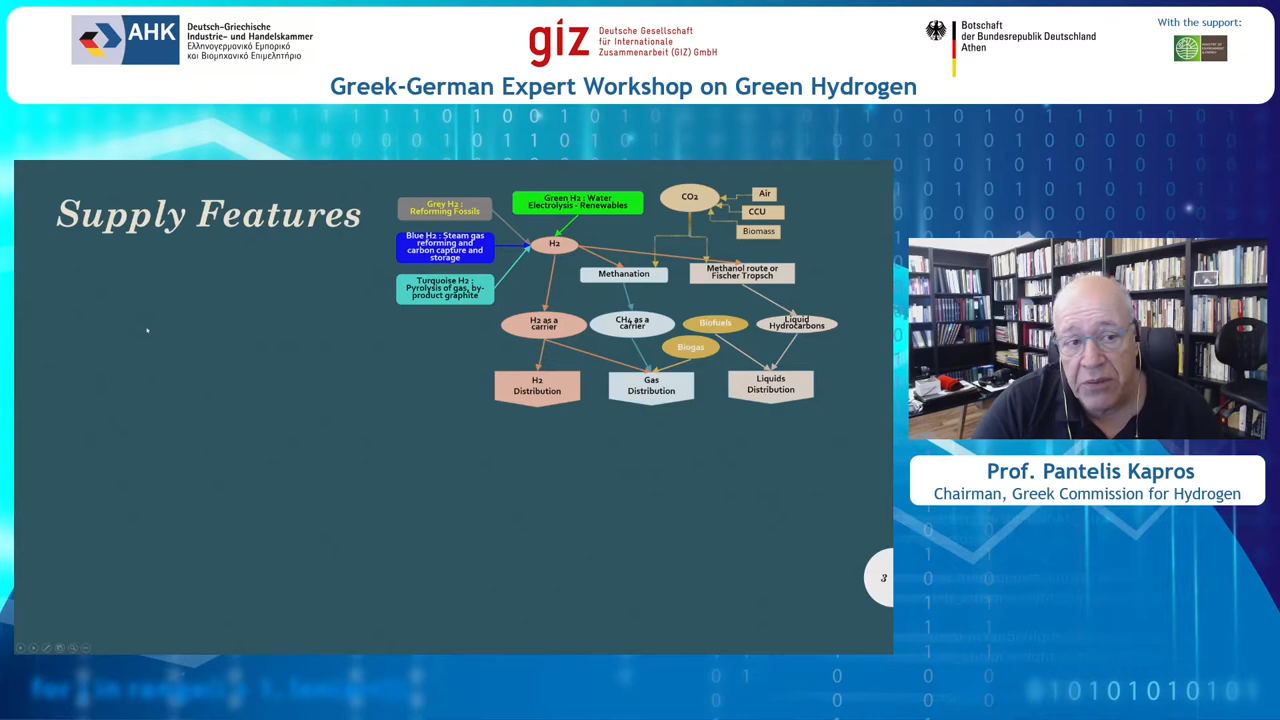 AHK
Deutsch-Griechische
Industrie- und Handelskammer
Ελληνογερμανικό Εμπορικό
και Βιομηχανικό Επιμελητήριο
giz
Deutsche Gesellschaft
für Internationale
Zusammenarbeit (GIZ) GmbH
Botschaft
der Bundesrepublik Deutschland
Athen
With the support:
Greek-German Expert Workshop on Green Hydrogen
Supply Features
Grey H2 :
Reforming Fossils
Green H2 : Water
Electrolysis - Renewables
CO2
Air
CCU
Biomass
Blue H2 : Steam gas
reforming and
carbon capture and
storage
H2
Methanation
Methanol route or
Fischer Tropsch
Turquoise H2 :
Pyrolysis of gas, by-
product graphite
H2 as a
carrier
CH4 as a
carrier
Biofuels
Liquid
Hydrocarbons
Biogas
H2
Distribution
Gas
Distribution
Liquids
Distribution
3
Prof. Pantelis Kapros
Chairman, Greek Commission for Hydrogen